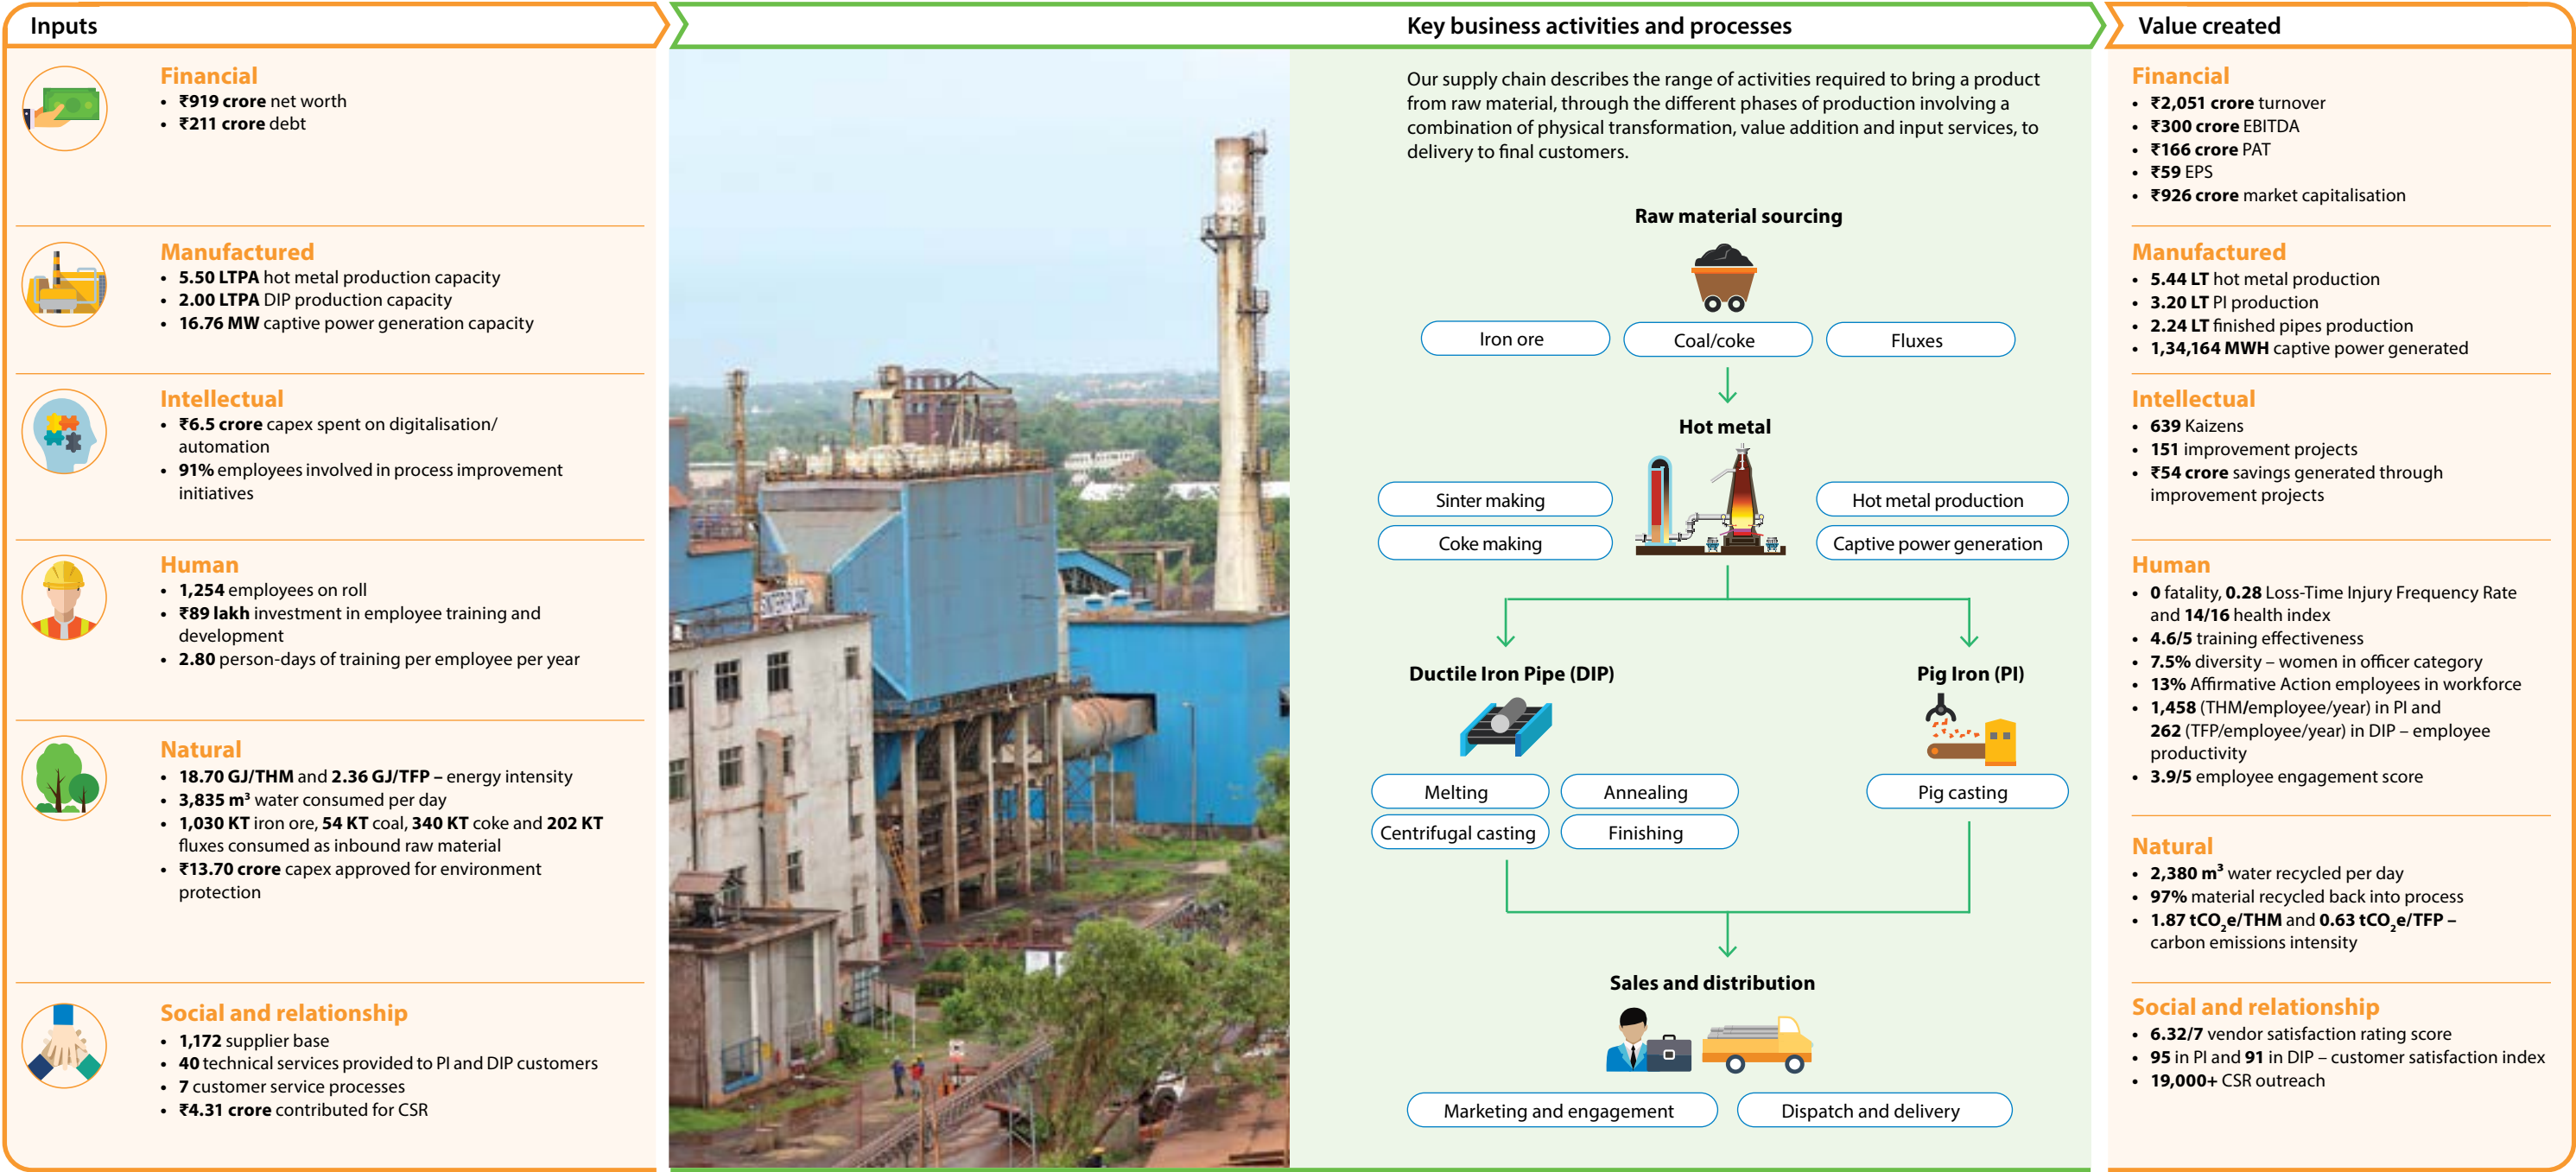 Inputs
Financial
• ₹919 crore net worth
• ₹211 crore debt
Manufactured
• 5.50 LTPA hot metal production capacity
• 2.00 LTPA DIP production capacity
• 16.76 MW captive power generation capacity
Intellectual
• ₹6.5 crore capex spent on digitalisation/
automation
• 91% employees involved in process improvement
initiatives
Human
• 1,254 employees on roll
• ₹89 lakh investment in employee training and
development
• 2.80 person-days of training per employee per year
Natural
• 18.70 GJ/THM and 2.36 GJ/TFP – energy intensity
• 3,835 m³ water consumed per day
• 1,030 KT iron ore, 54 KT coal, 340 KT coke and 202 KT
fluxes consumed as inbound raw material
• ₹13.70 crore capex approved for environment
protection
Social and relationship
• 1,172 supplier base
• 40 technical services provided to PI and DIP customers
• 7 customer service processes
• ₹4.31 crore contributed for CSR
Key business activities and processes
Our supply chain describes the range of activities required to bring a product
from raw material, through the different phases of production involving a
combination of physical transformation, value addition and input services, to
delivery to final customers.
Raw material sourcing
Iron ore
Coal/coke
Fluxes
Hot metal
Sinter making
Coke making
Hot metal production
Captive power generation
Ductile Iron Pipe (DIP)
Melting
Annealing
Centrifugal casting
Finishing
Pig Iron (PI)
Pig casting
Sales and distribution
Marketing and engagement
Dispatch and delivery
Value created
Financial
• ₹2,051 crore turnover
• ₹300 crore EBITDA
• ₹166 crore PAT
• ₹59 EPS
• ₹926 crore market capitalisation
Manufactured
• 5.44 LT hot metal production
• 3.20 LT PI production
• 2.24 LT finished pipes production
• 1,34,164 MWH captive power generated
Intellectual
• 639 Kaizens
• 151 improvement projects
• ₹54 crore savings generated through
improvement projects
Human
• 0 fatality, 0.28 Loss-Time Injury Frequency Rate
and 14/16 health index
• 4.6/5 training effectiveness
• 7.5% diversity – women in officer category
• 13% Affirmative Action employees in workforce
• 1,458 (THM/employee/year) in PI and
262 (TFP/employee/year) in DIP – employee
productivity
• 3.9/5 employee engagement score
Natural
• 2,380 m³ water recycled per day
• 97% material recycled back into process
• 1.87 tCO₂e/THM and 0.63 tCO₂e/TFP –
carbon emissions intensity
Social and relationship
• 6.32/7 vendor satisfaction rating score
• 95 in PI and 91 in DIP – customer satisfaction index
• 19,000+ CSR outreach